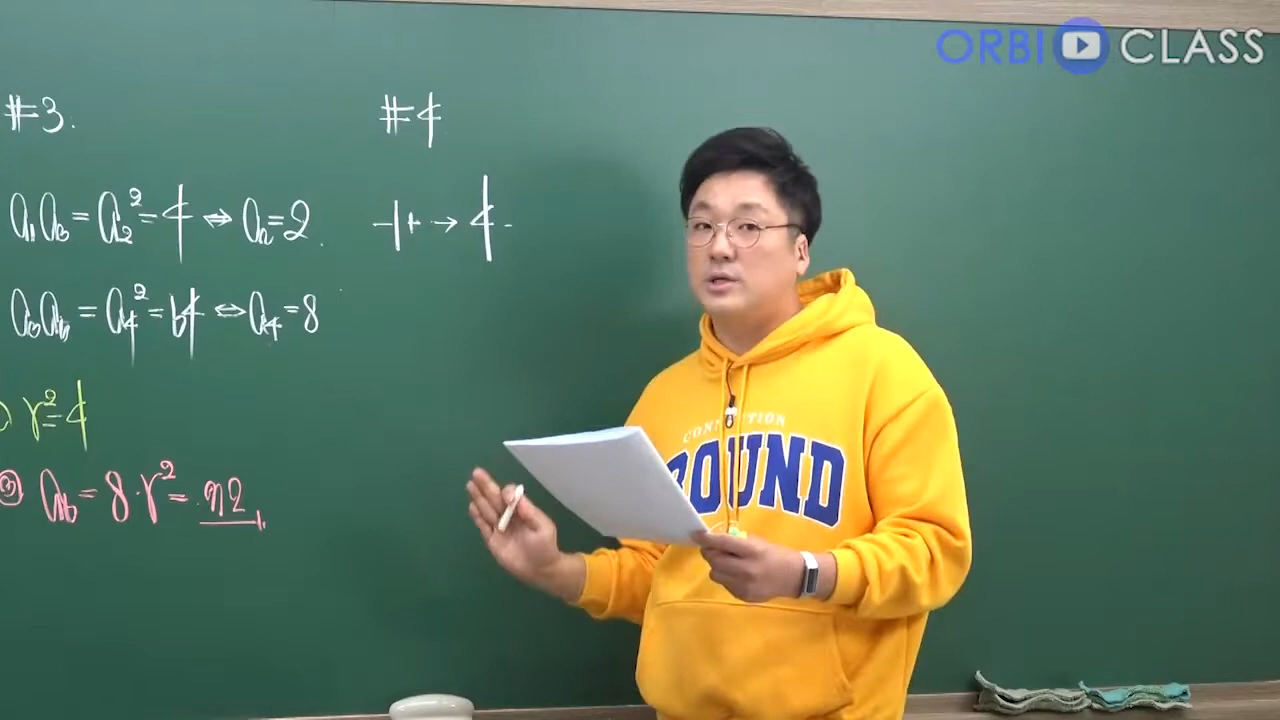 ORBI CLASS
#3.
a₁a₃ = a₂² = 4 ⇔ a₂ = 2.
a₃a₅ = a₄² = 64 ⇔ a₄ = 8
r² = 4
③ a₆ = 8·r² = 32
#4
-1+ → 4-
CONNECTION
ROUND